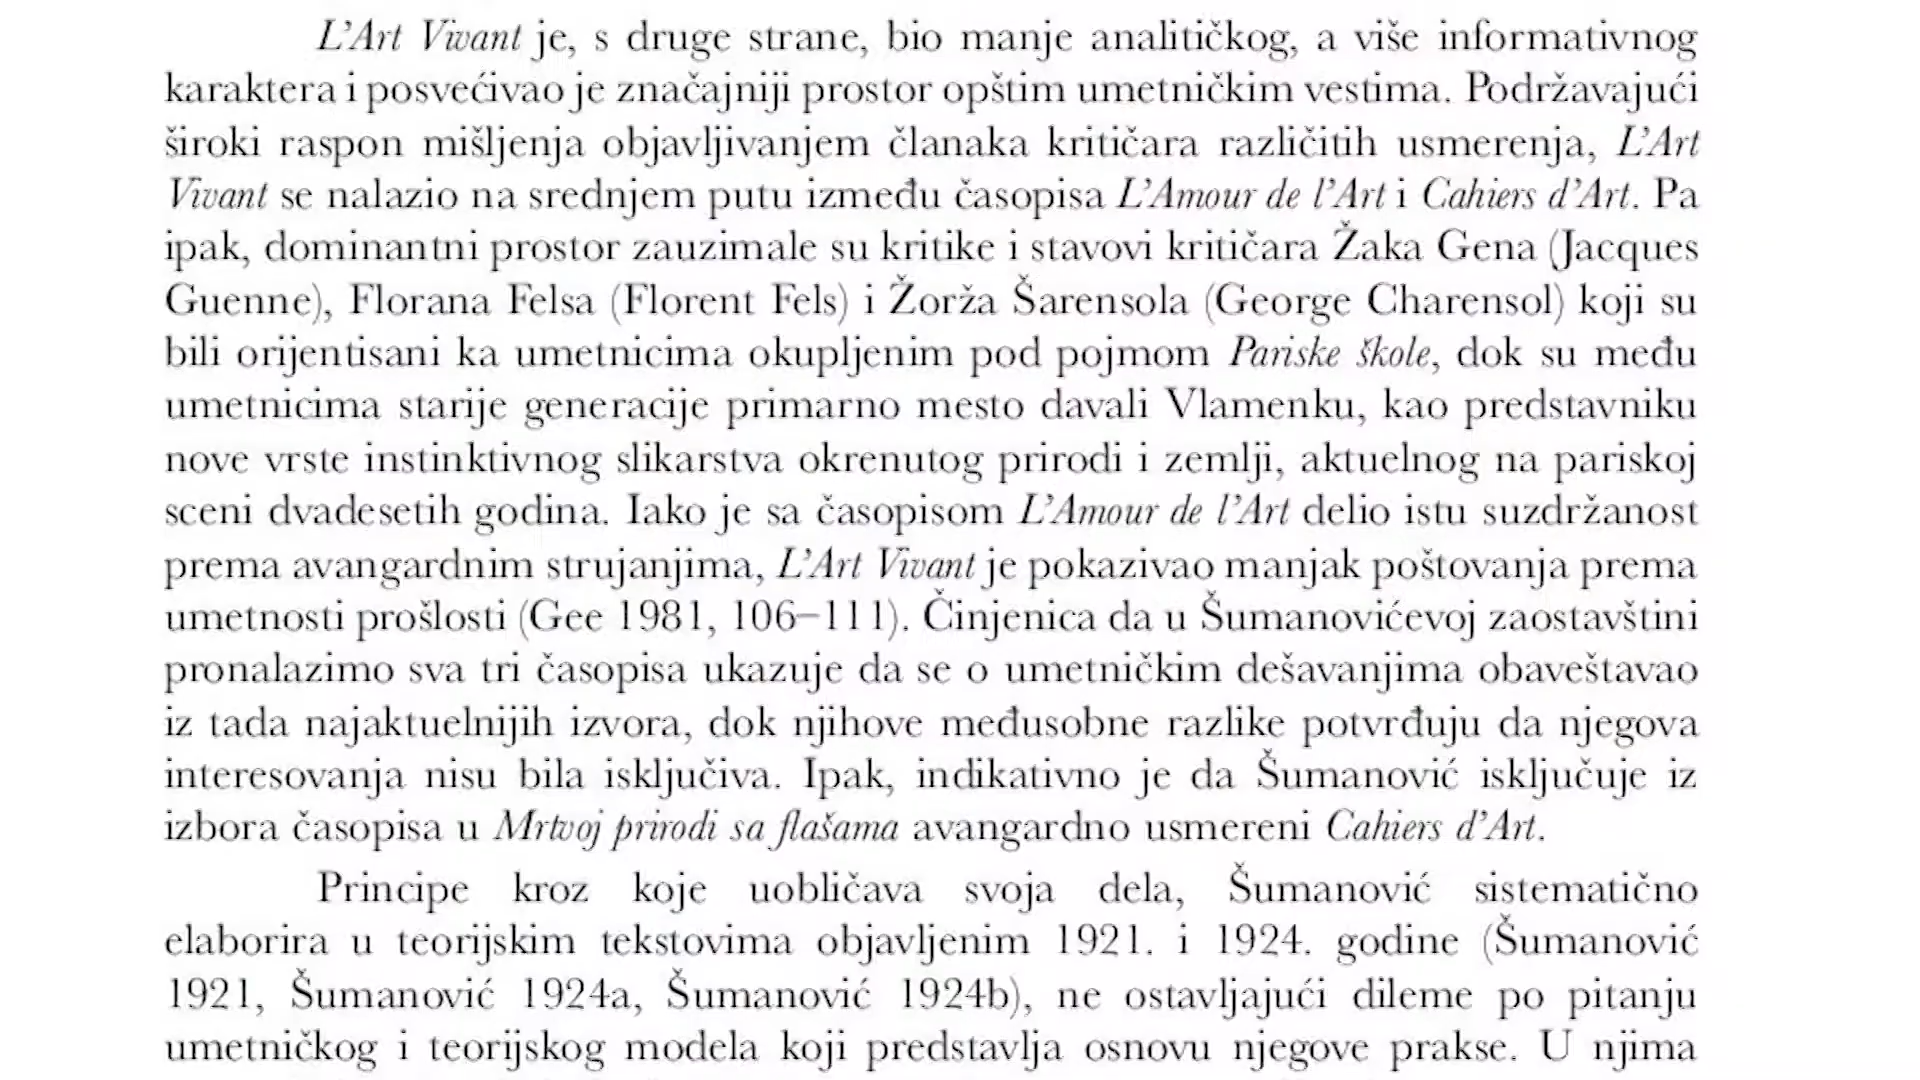 L’Art Vivant je, s druge strane, bio manje analitičkog, a više informativnog
karaktera i posvećivao je značajniji prostor opštim umetničkim vestima. Podržavajući
široki raspon mišljenja objavljivanjem članaka kritičara različitih usmerenja, L’Art
Vivant se nalazio na srednjem putu između časopisa L’Amour de l’Art i Cahiers d’Art. Pa
ipak, dominantni prostor zauzimale su kritike i stavovi kritičara Žaka Gena (Jacques
Guenne), Florana Felsa (Florent Fels) i Žorža Šarensola (George Charensol) koji su
bili orijentisani ka umetnicima okupljenim pod pojmom Pariske škole, dok su među
umetnicima starije generacije primarno mesto davali Vlamenku, kao predstavniku
nove vrste instinktivnog slikarstva okrenutog prirodi i zemlji, aktuelnog na pariskoj
sceni dvadesetih godina. Iako je sa časopisom L’Amour de l’Art delio istu suzdržanost
prema avangardnim strujanjima, L’Art Vivant je pokazivao manjak poštovanja prema
umetnosti prošlosti (Gee 1981, 106–111). Činjenica da u Šumanovićevoj zaostavštini
pronalazimo sva tri časopisa ukazuje da se o umetničkim dešavanjima obaveštavao
iz tada najaktuelnijih izvora, dok njihove međusobne razlike potvrđuju da njegova
interesovanja nisu bila isključiva. Ipak, indikativno je da Šumanović isključuje iz
izbora časopisa u Mrtvoj prirodi sa flašama avangardno usmereni Cahiers d’Art.
Principe kroz koje uobličava svoja dela, Šumanović sistematično
elaborira u teorijskim tekstovima objavljenim 1921. i 1924. godine (Šumanović
1921, Šumanović 1924a, Šumanović 1924b), ne ostavljajući dileme po pitanju
umetničkog i teorijskog modela koji predstavlja osnovu njegove prakse. U njima